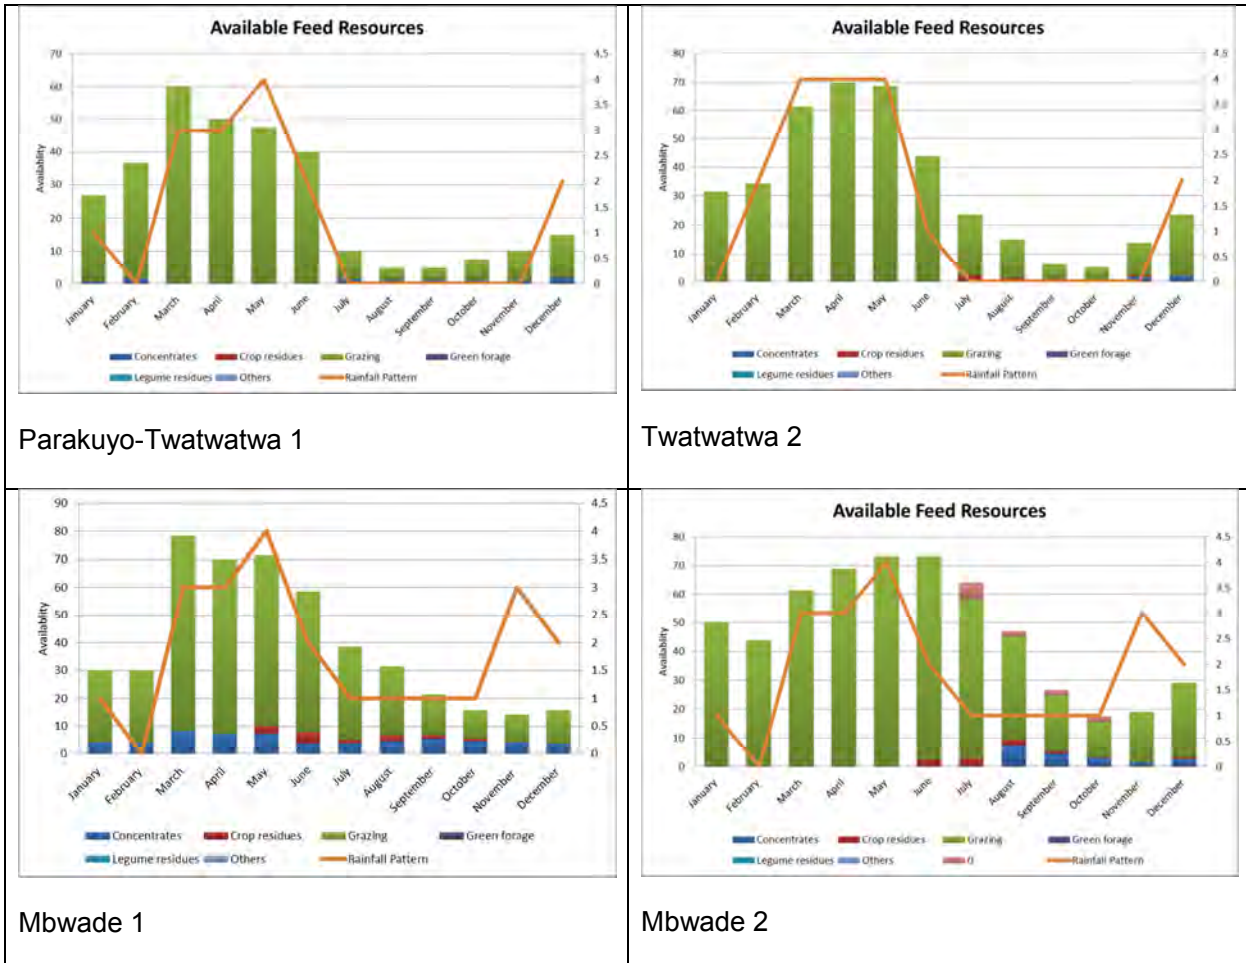 Available Feed Resources
70
60
50
40
30
20
10
0
Availablity
4.5
4
3.5
3
2.5
2
1.5
1
0.5
0
January
February
March
April
May
June
July
August
September
October
November
December
Concentrates
Crop residues
Grazing
Green forage
Legume residues
Others
Rainfall Pattern
Parakuyo-Twatwatwa 1
Available Feed Resources
80
70
60
50
40
30
20
10
0
Availablity
4.5
4
3.5
3
2.5
2
1.5
1
0.5
0
January
February
March
April
May
June
July
August
September
October
November
December
Concentrates
Crop residues
Grazing
Green forage
Legume residues
Others
Rainfall Pattern
Twatwatwa 2
90
80
70
60
50
40
30
20
10
0
Availablity
4.5
4
3.5
3
2.5
2
1.5
1
0.5
0
January
February
March
April
May
June
July
August
September
October
November
December
Concentrates
Crop residues
Grazing
Green forage
Legume residues
Others
Rainfall Pattern
Mbwade 1
Available Feed Resources
80
70
60
50
40
30
20
10
0
Availablity
4.5
4
3.5
3
2.5
2
1.5
1
0.5
0
January
February
March
April
May
June
July
August
September
October
November
December
Concentrates
Crop residues
Grazing
Green forage
Legume residues
Others
0
Rainfall Pattern
Mbwade 2